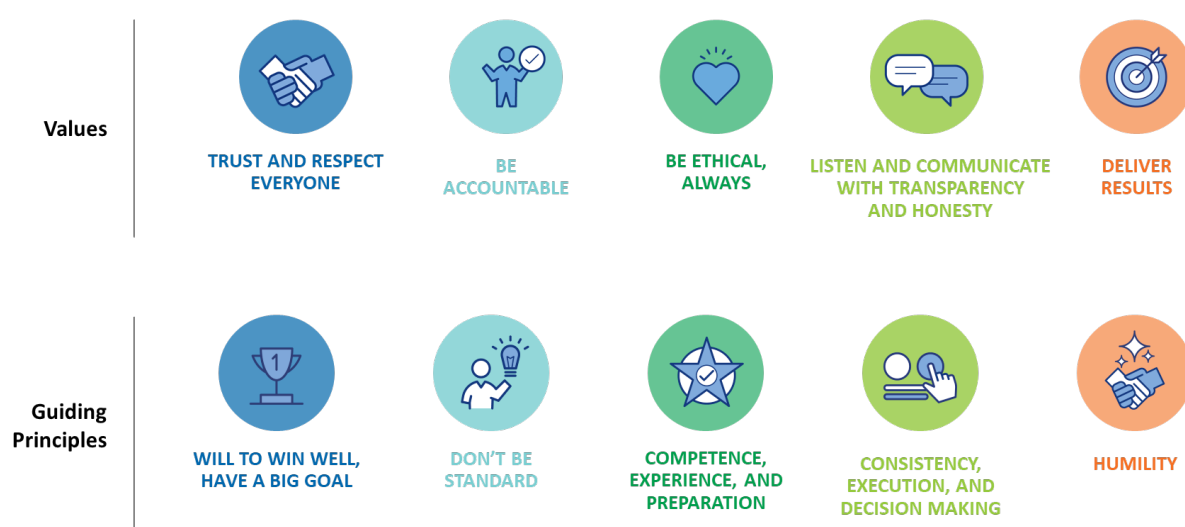 Values
TRUST AND RESPECT
EVERYONE
BE
ACCOUNTABLE
BE ETHICAL,
ALWAYS
LISTEN AND COMMUNICATE
WITH TRANSPARENCY
AND HONESTY
DELIVER
RESULTS
Guiding
Principles
1
WILL TO WIN WELL,
HAVE A BIG GOAL
DON’T BE
STANDARD
COMPETENCE,
EXPERIENCE, AND
PREPARATION
CONSISTENCY,
EXECUTION, AND
DECISION MAKING
HUMILITY